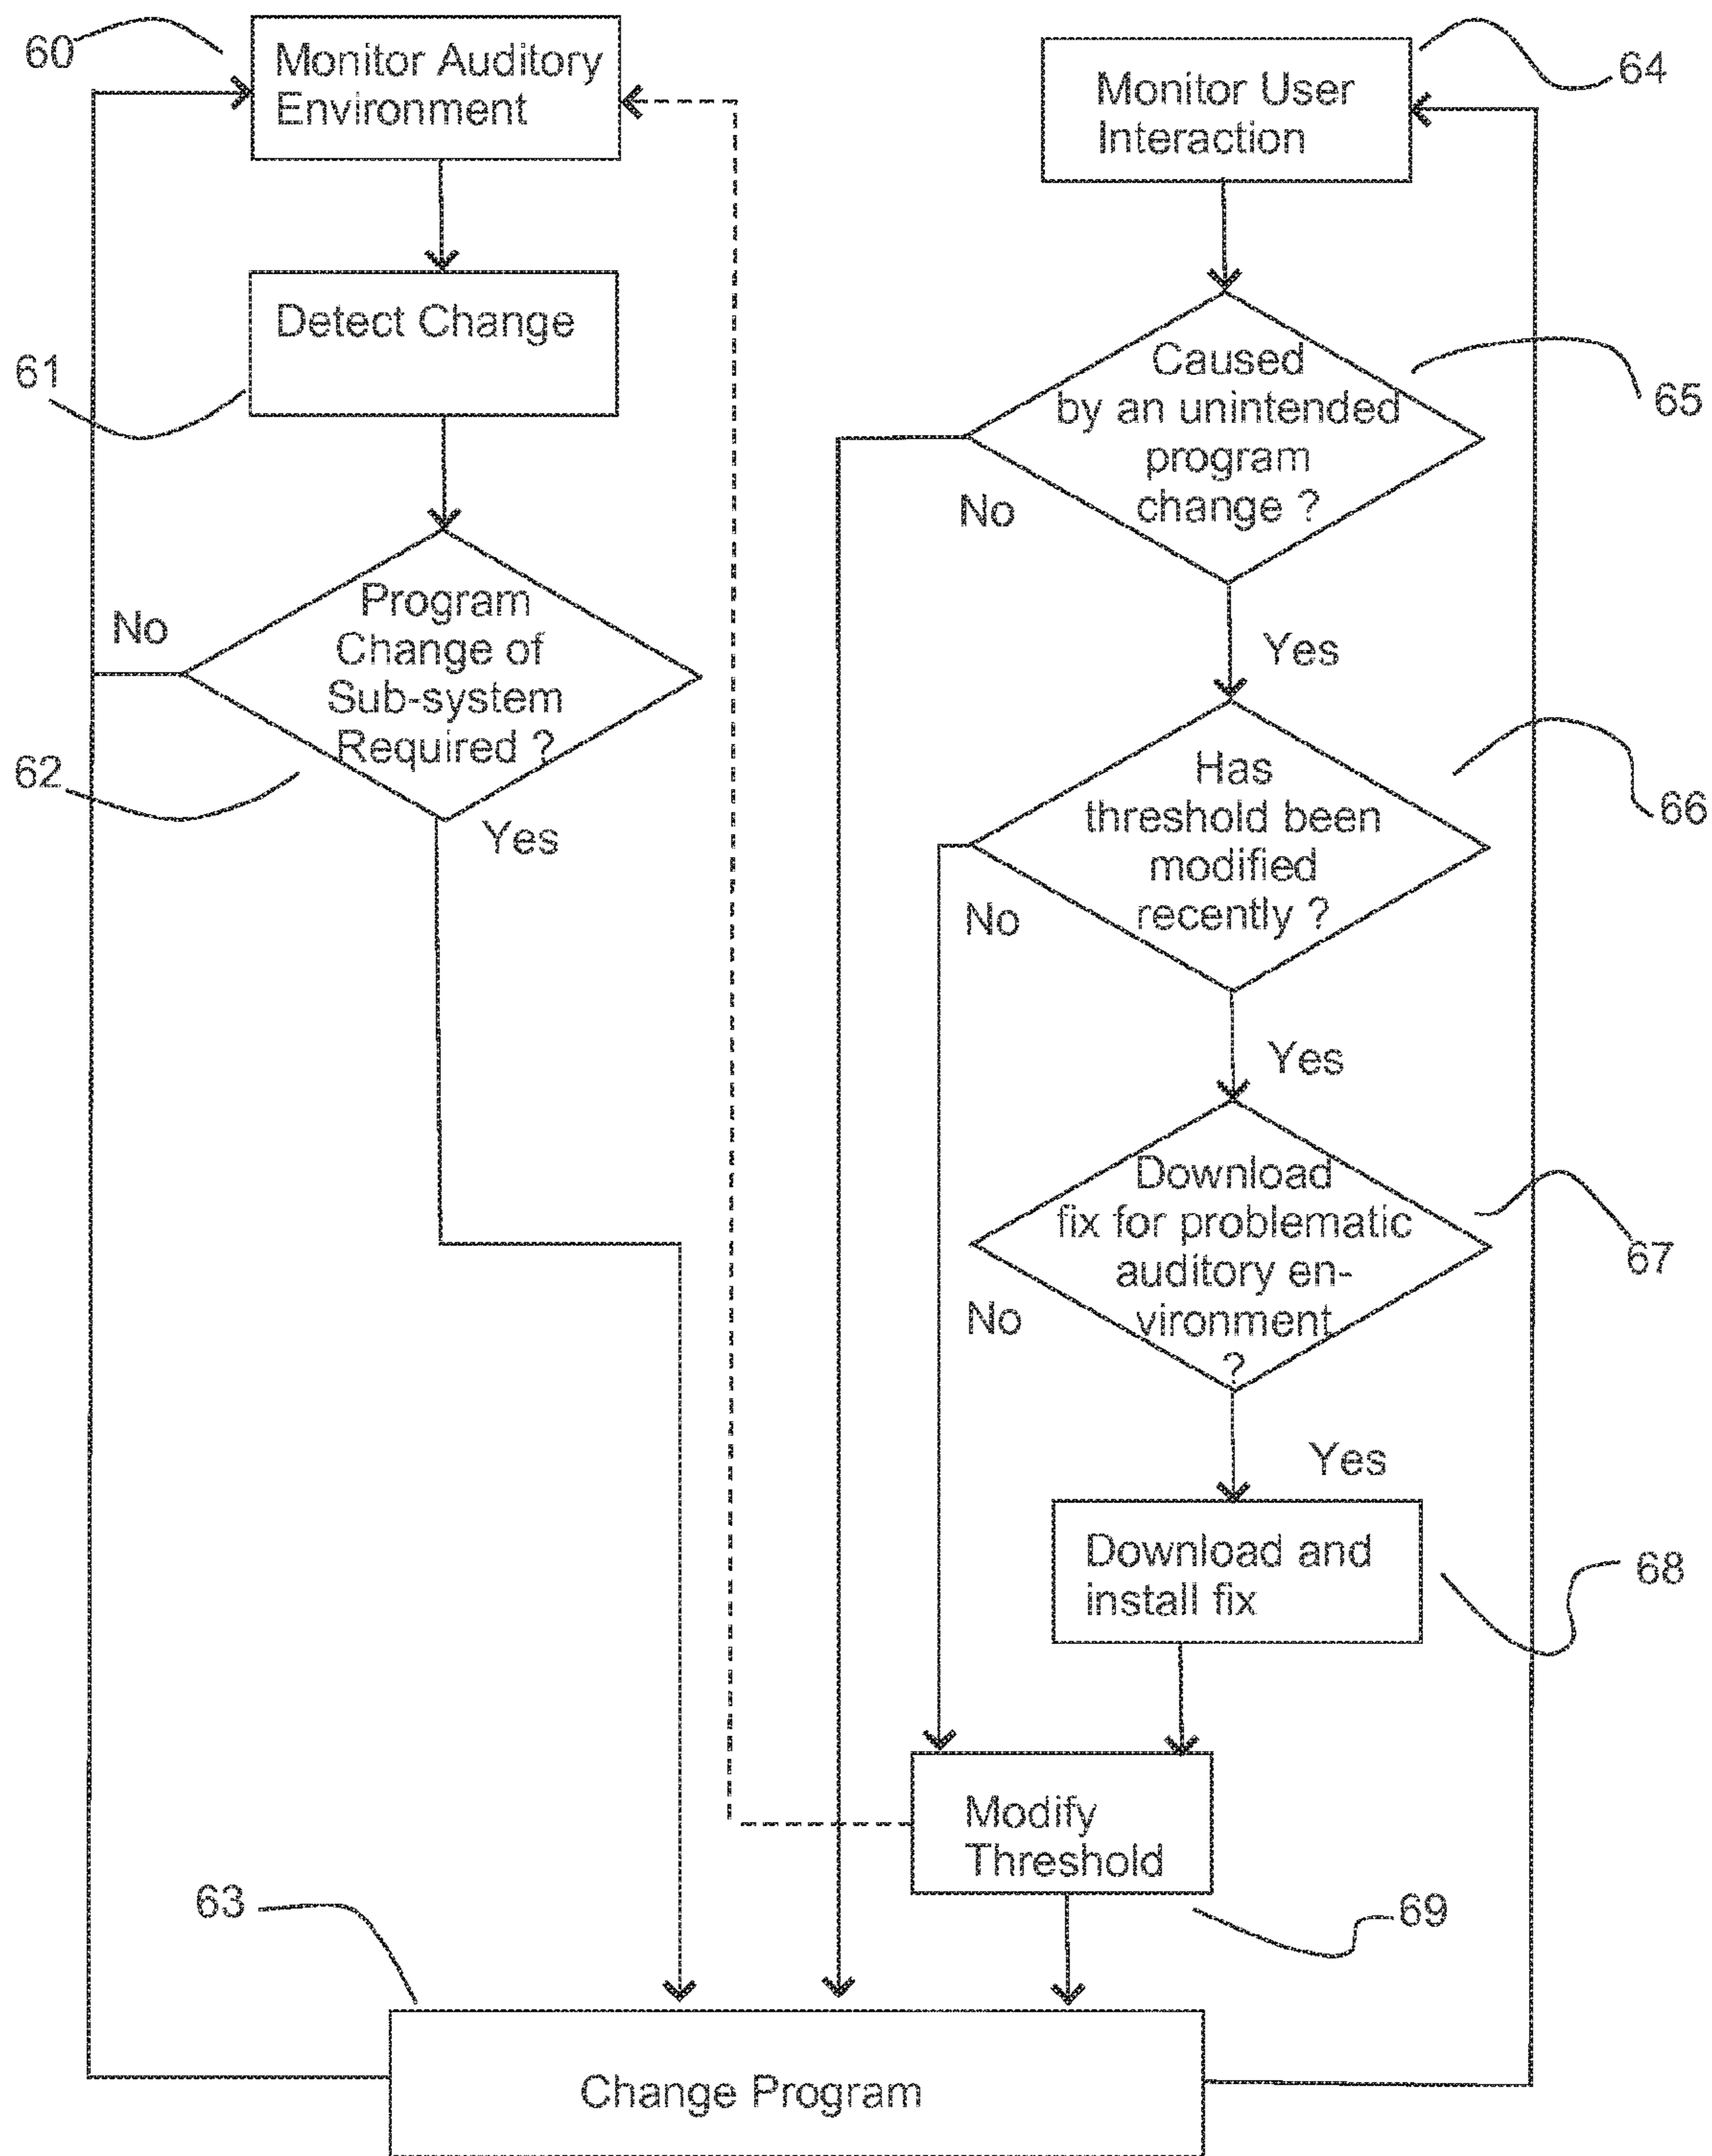 60
Monitor Auditory
Environment
61
Detect Change
No
Program
Change of
Sub-system
Required ?
62
Yes
64
Monitor User
Interaction
65
Caused
by an unintended
program
change ?
No
Yes
66
Has
threshold been
modified
recently ?
No
Yes
67
Download
fix for problematic
auditory en-
vironment
?
No
Yes
68
Download and
install fix
Modify
Threshold
69
63
Change Program